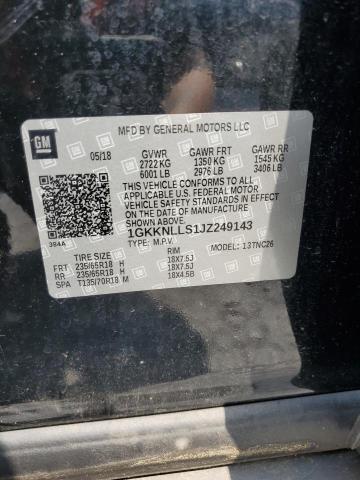 GM
MFD BY GENERAL MOTORS LLC
05/18 GVWR GAWR FRT GAWR RR
2722 KG 1350 KG 1545 KG
6001 LB 2976 LB 3406 LB
THIS VEHICLE CONFORMS TO ALL
APPLICABLE U.S. FEDERAL MOTOR
VEHICLE SAFETY STANDARDS IN
EFFECT ON THE DATE OF MANUFACTURE
SHOWN ABOVE.
1GKKNLLS1JZ249143
TYPE: M.P.V. MODEL: 13TNC26
384A
TIRE SIZE RIM
FRT 235/65R18 H 18X7.5J
RR 235/65R18 H 18X7.5J
SPA T135/70R18 M 18X4.5B